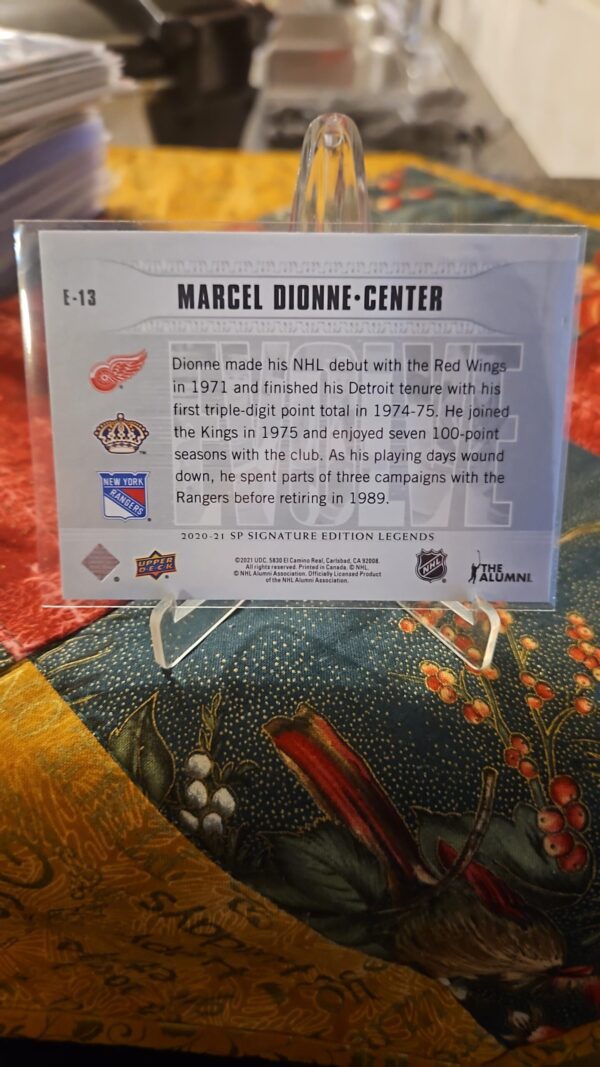 E-13
MARCEL DIONNE•CENTER
EVOLVE
Dionne made his NHL debut with the Red Wings
in 1971 and finished his Detroit tenure with his
first triple-digit point total in 1974-75. He joined
the Kings in 1975 and enjoyed seven 100-point
seasons with the club. As his playing days wound
down, he spent parts of three campaigns with the
Rangers before retiring in 1989.
NEW YORK
RANGERS
EVOLVE
2020-21 SP SIGNATURE EDITION LEGENDS
UPPER
DECK
©2021 UDC, 5830 El Camino Real, Carlsbad, CA 92008.
All rights reserved. Printed in Canada. © NHL.
© NHL Alumni Association. Officially Licensed Product
of the NHL Alumni Association.
NHL
THE
ALUMNI